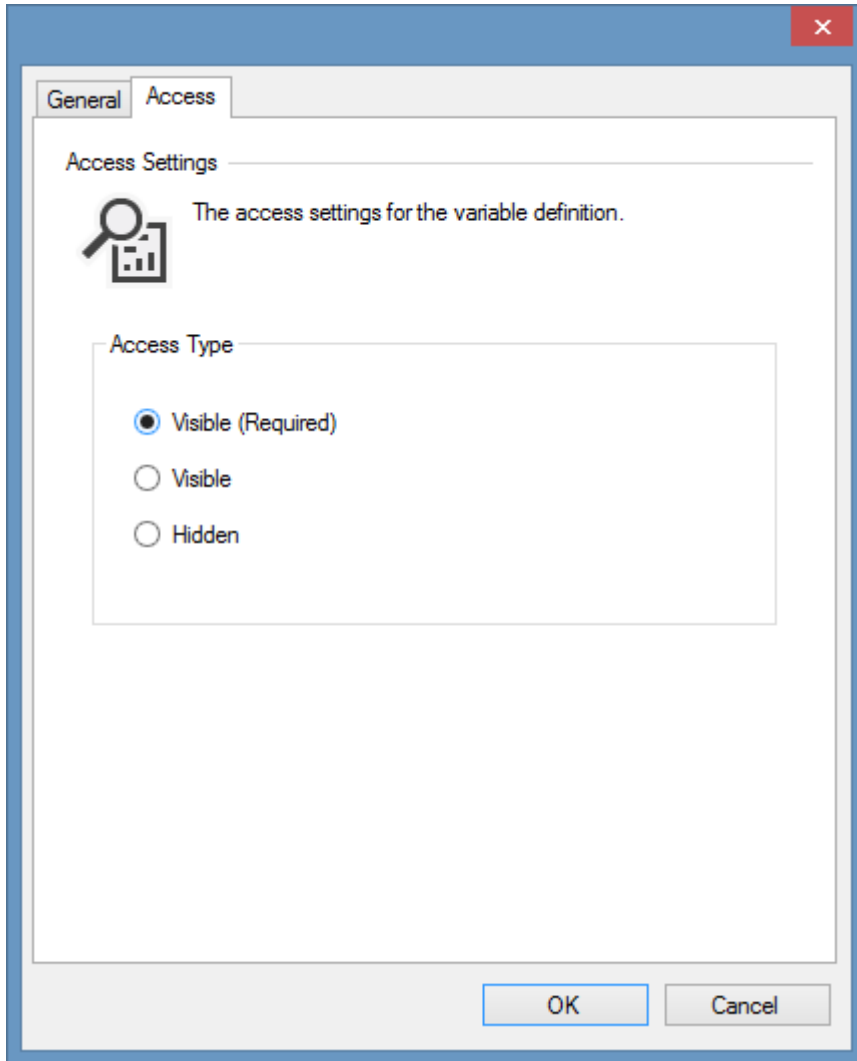 General
Access
Access Settings
The access settings for the variable definition.
Access Type
Visible (Required)
Visible
Hidden
OK
Cancel